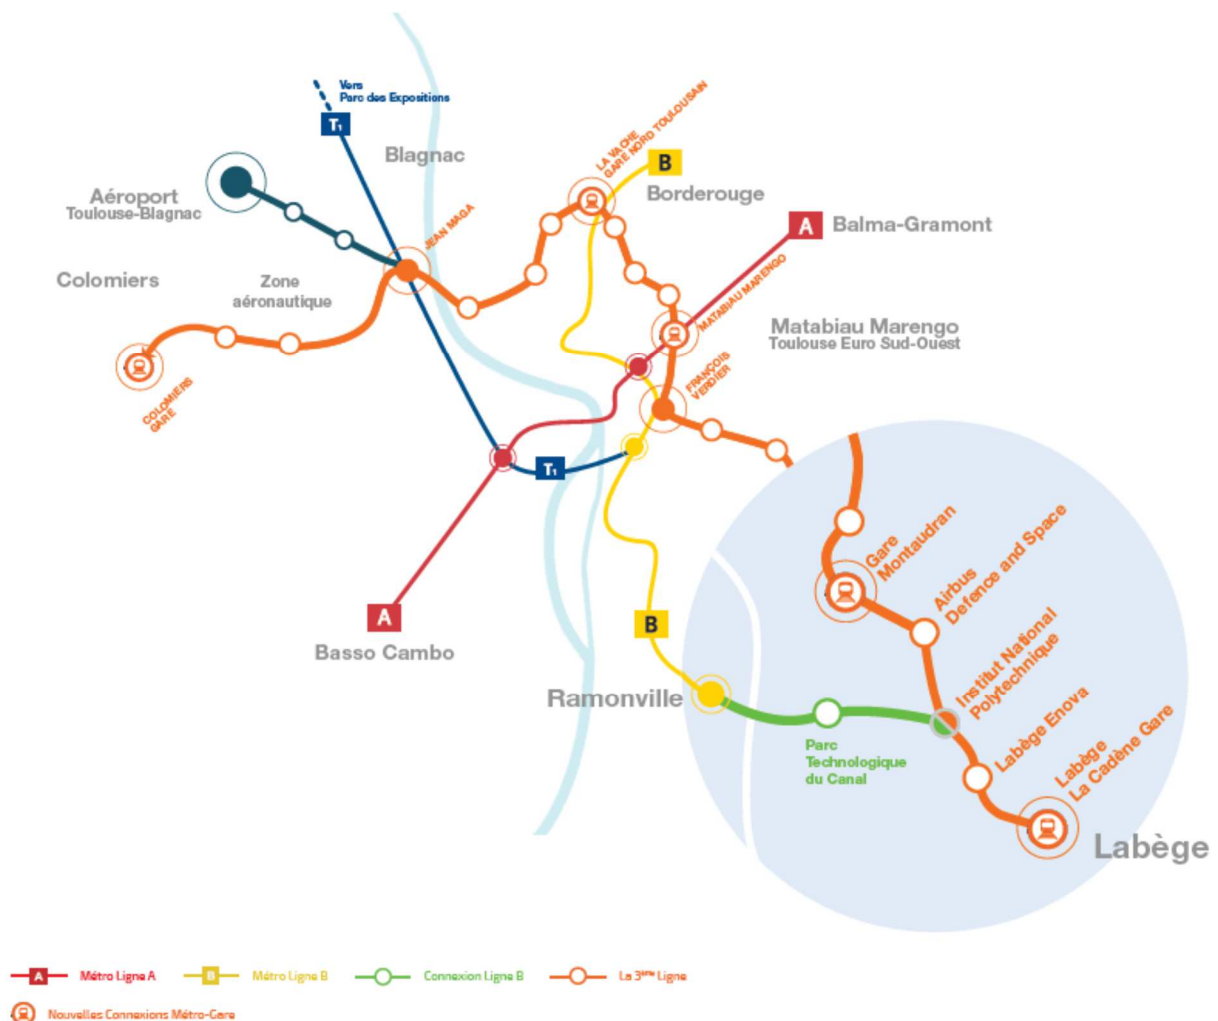 Vers
Parc des Expositions
T1
Blagnac
LA VACHE
GARE NORD TOULOUSAIN
B
Borderouge
Aéroport
Toulouse-Blagnac
JEAN MAGA
A
Balma-Gramont
Colomiers
Zone
aéronautique
MATABIAU MARENGO
Matabiau Marengo
Toulouse Euro Sud-Ouest
FRANÇOIS
VERDIER
COLOMIERS
GARE
T1
Gare
Montaudran
Airbus
Defence and Space
A
Basso Cambo
B
Institut National
Polytechnique
Ramonville
Labège Enova
Parc
Technologique
du Canal
Labège
La Cadène Gare
Labège
A Métro Ligne A
B Métro Ligne B
Connexion Ligne B
La 3ème Ligne
Nouvelles Connexions Métro-Gare